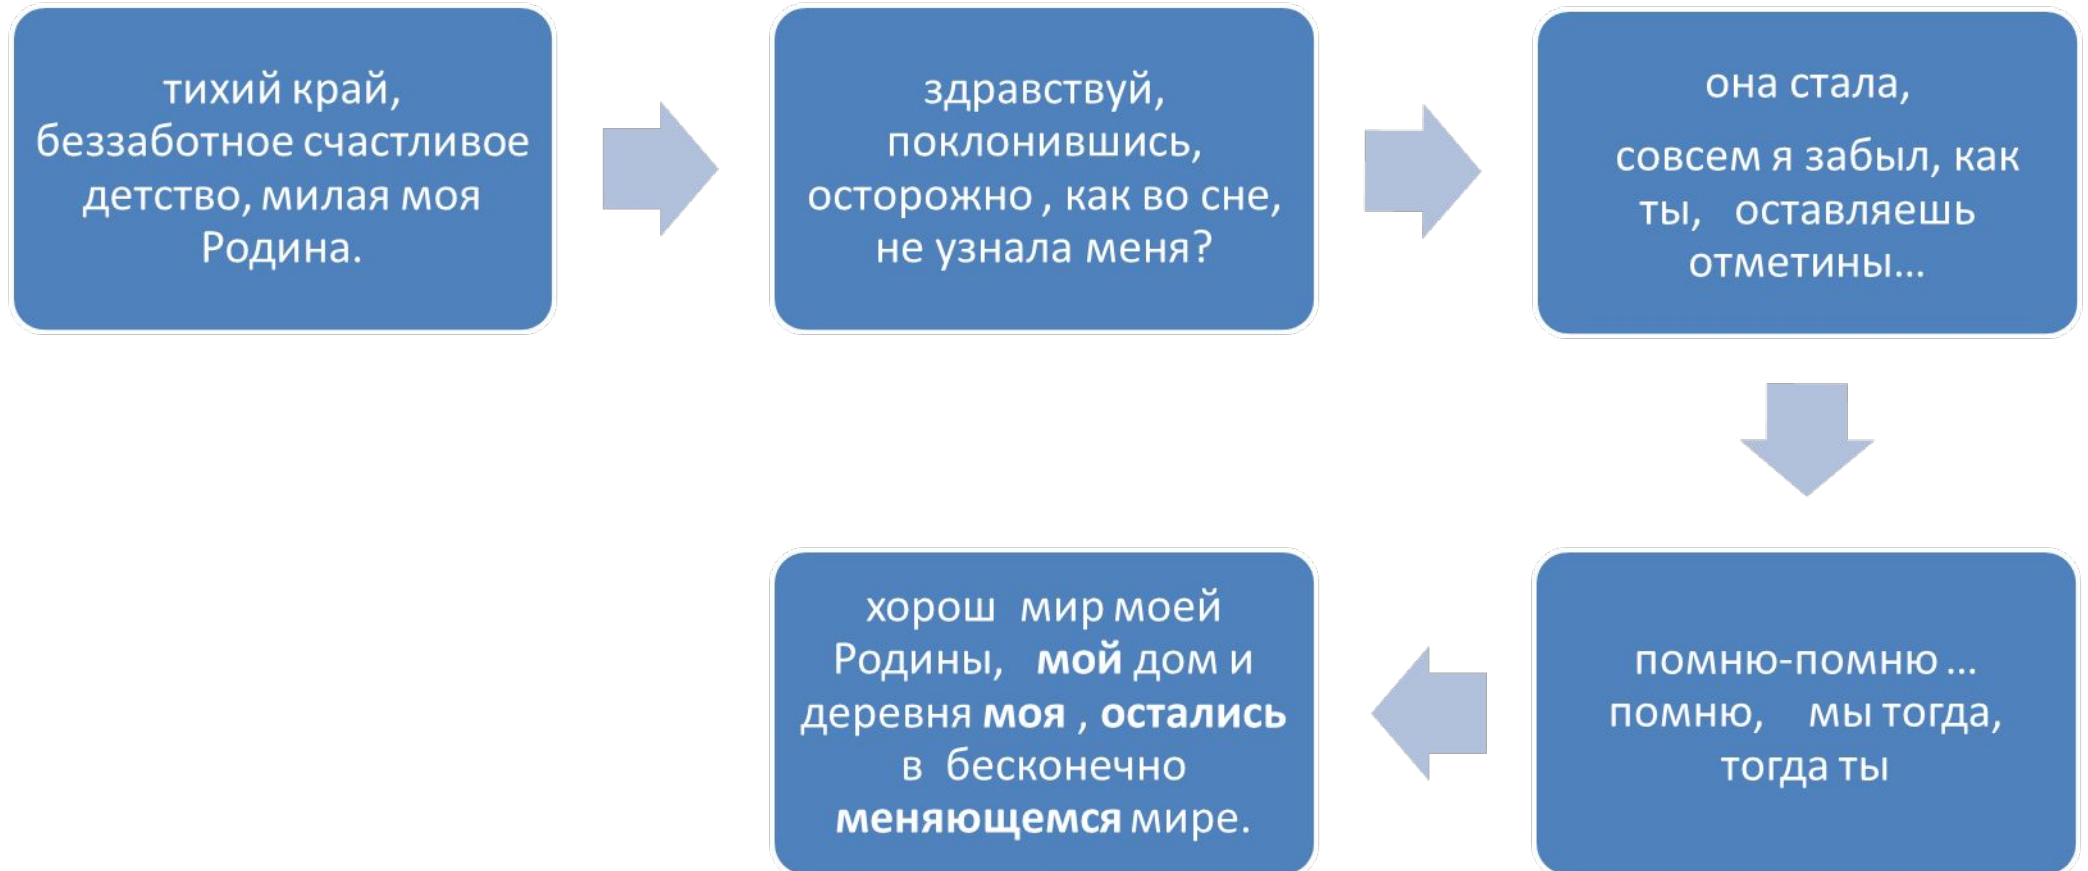 тихий край,
беззаботное счастливое
детство, милая моя
Родина.
здравствуй,
поклонившись,
осторожно , как во сне,
не узнала меня?
она стала,
совсем я забыл, как
ты, оставляешь
отметины...
помню-помню ...
помню, мы тогда,
тогда ты
хорош мир моей
Родины, мой дом и
деревня моя , остались
в бесконечно
меняющемся мире.